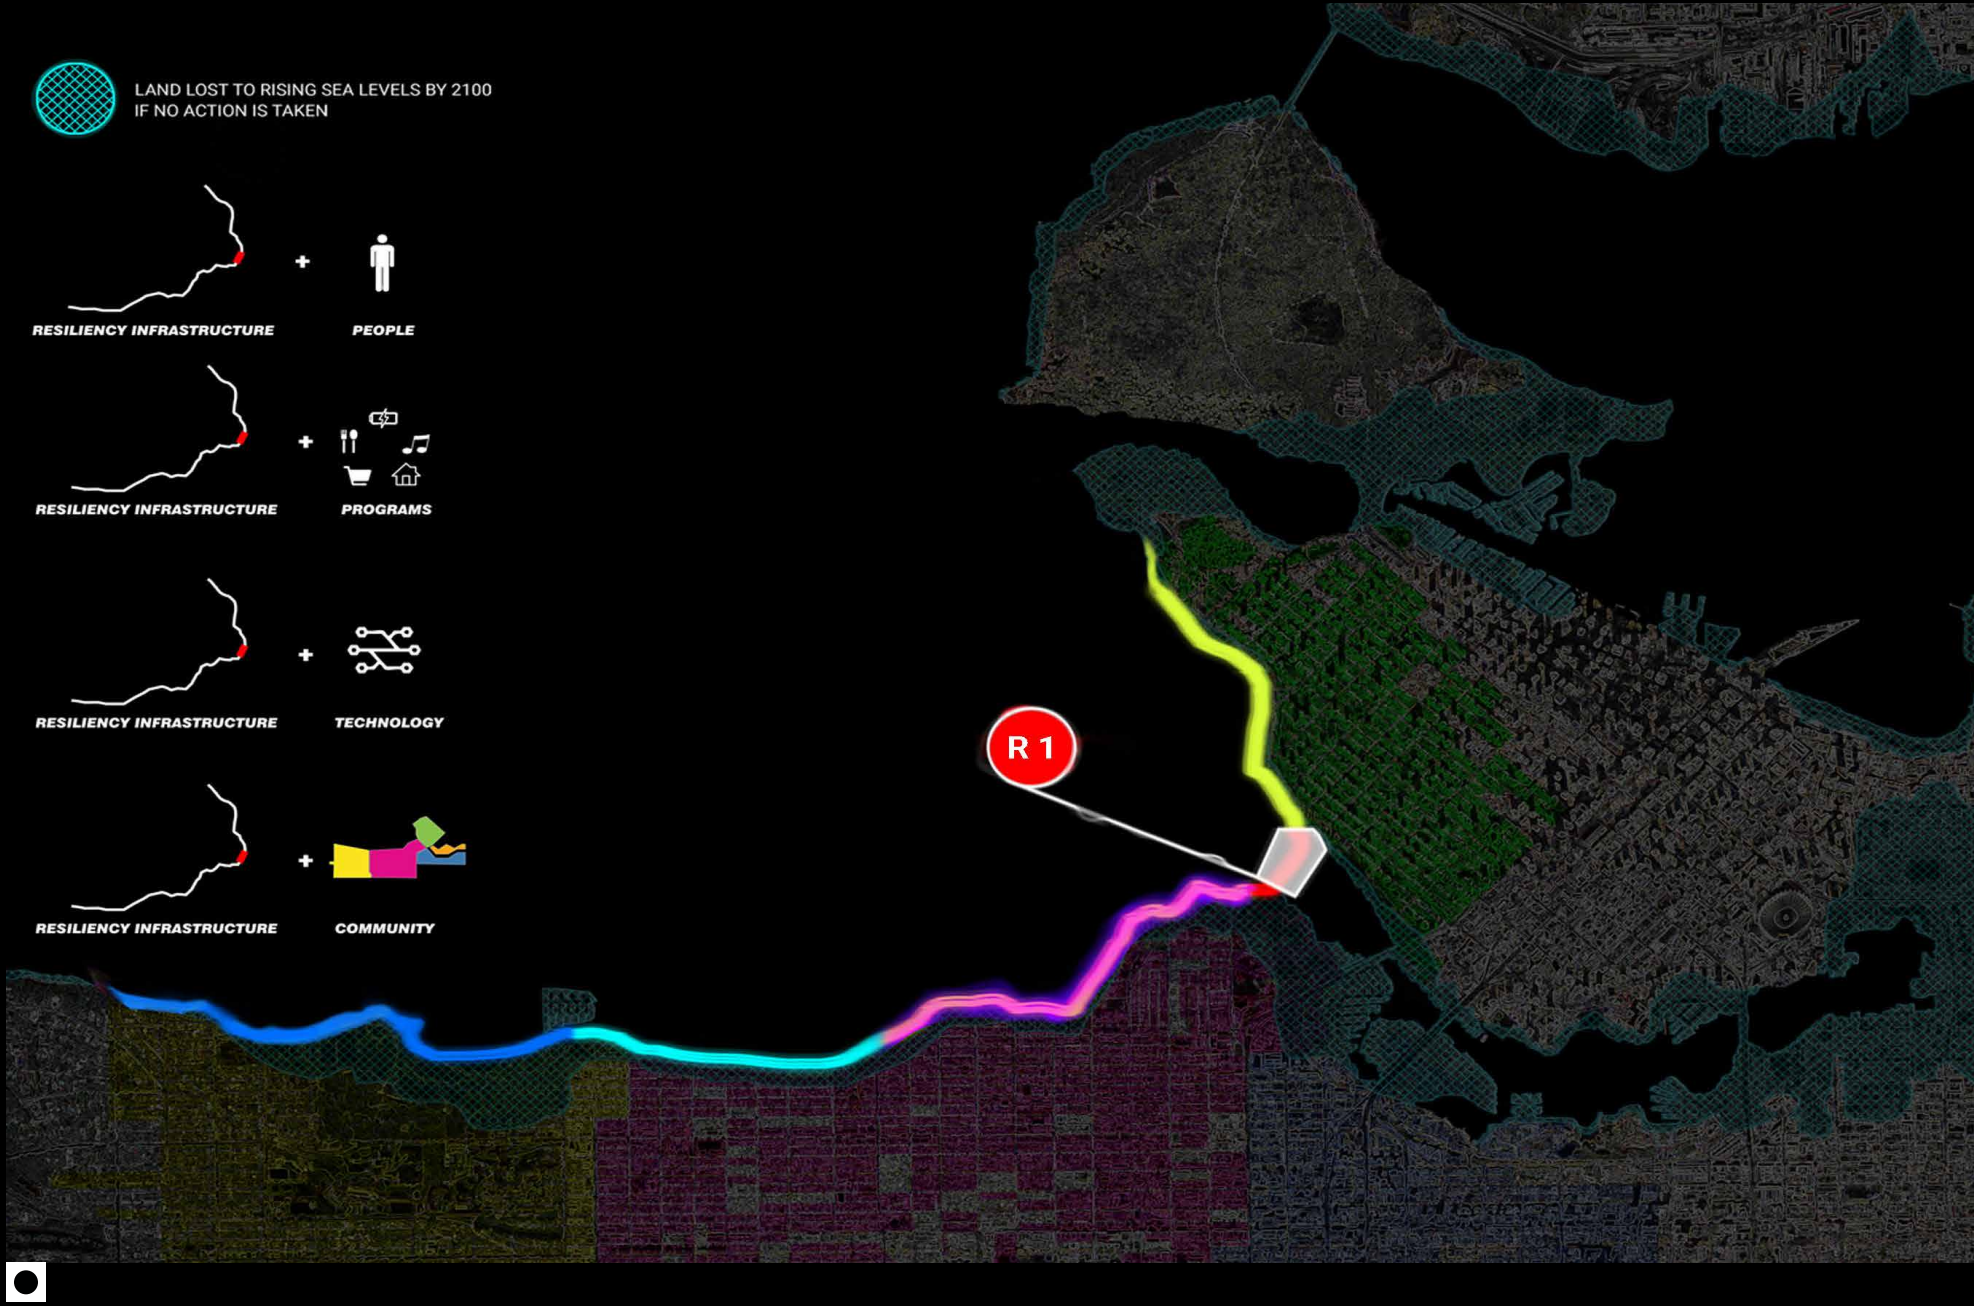 LAND LOST TO RISING SEA LEVELS BY 2100
IF NO ACTION IS TAKEN
RESILIENCY INFRASTRUCTURE
+
PEOPLE
RESILIENCY INFRASTRUCTURE
+
PROGRAMS
RESILIENCY INFRASTRUCTURE
+
TECHNOLOGY
RESILIENCY INFRASTRUCTURE
+
COMMUNITY
R 1